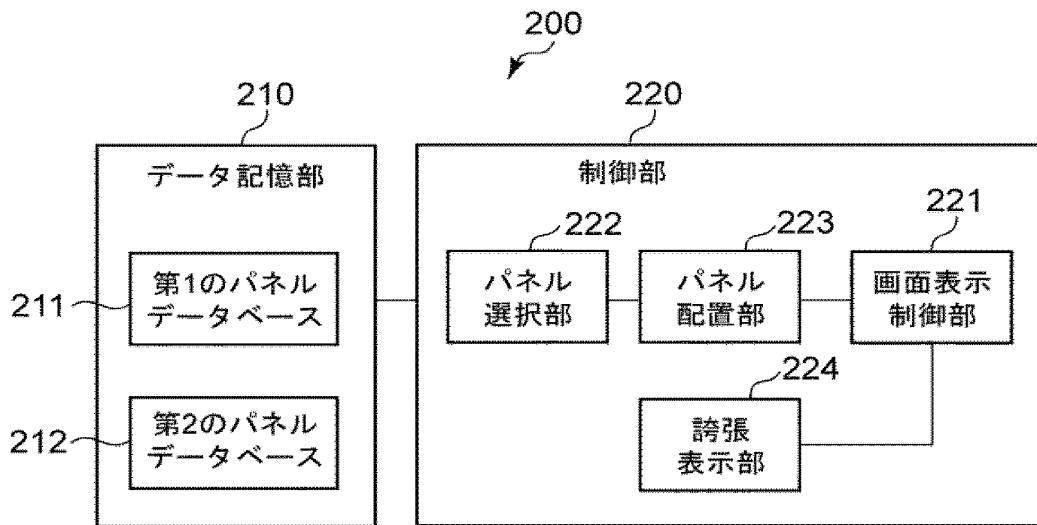 200
210
220
データ記憶部
制御部
222
223
221
第1のパネル
データベース
211
パネル
選択部
パネル
配置部
画面表示
制御部
224
第2のパネル
データベース
212
誇張
表示部